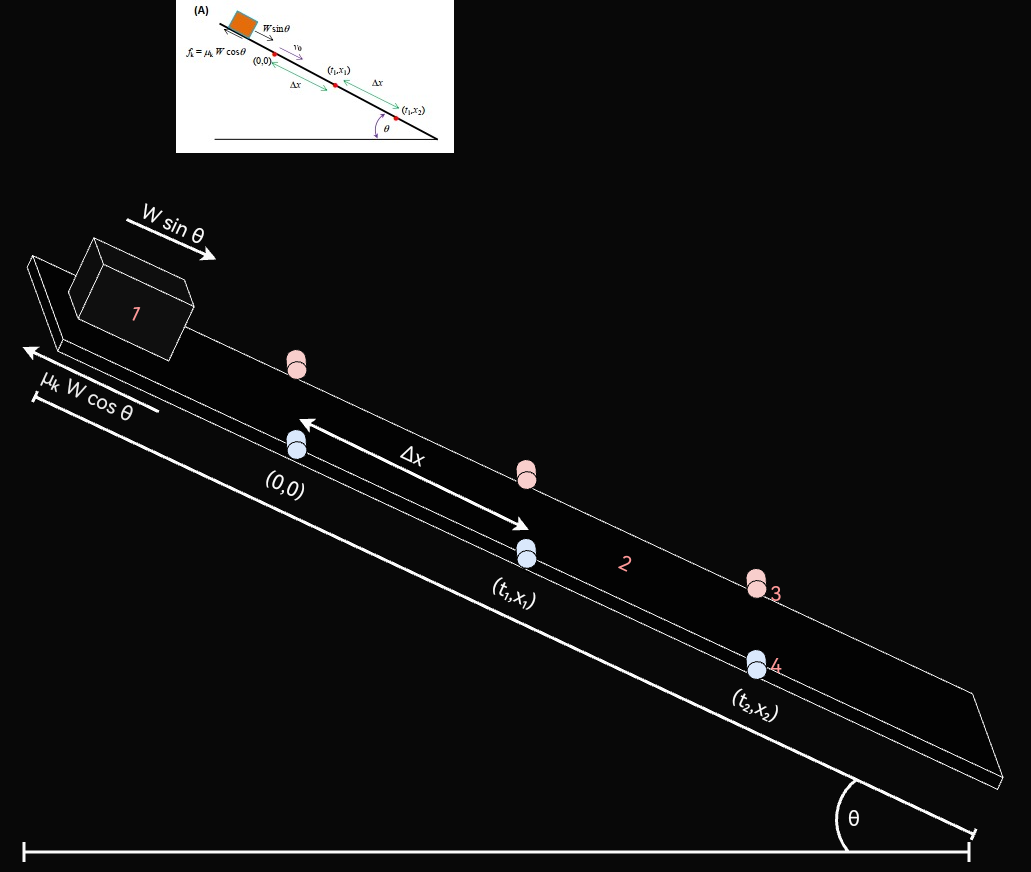 (A)
W sinθ
v₀
fₖ = μₖ W cosθ
(0,0)
(t₁,x₁)
Δx
Δx
(t₁,x₂)
θ
W sin θ
1
μₖ W cos θ
Δx
(0,0)
2
(t₁,x₁)
3
4
(t₂,x₂)
θ